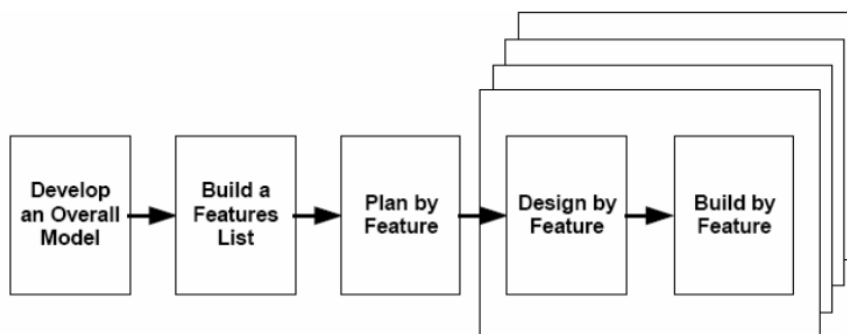 Develop
an Overall
Model
Build a
Features
List
Plan by
Feature
Design by
Feature
Build by
Feature